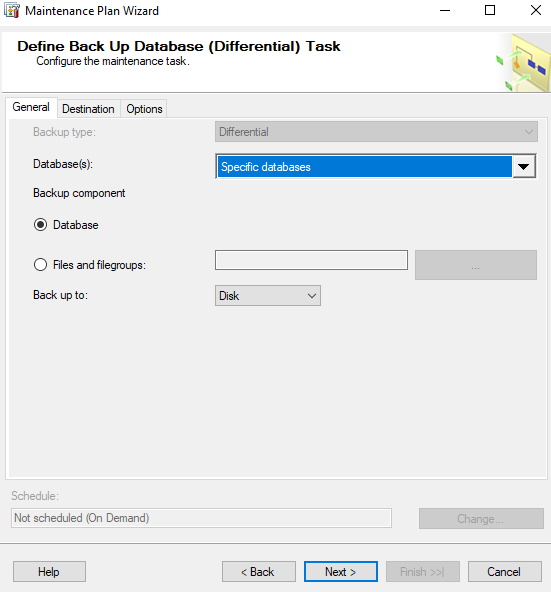 Maintenance Plan Wizard
Define Back Up Database (Differential) Task
Configure the maintenance task.
General Destination Options
Backup type: Differential
Database(s): Specific databases
Backup component
Database
Files and filegroups: ...
Back up to: Disk
Schedule:
Not scheduled (On Demand) Change...
Help < Back Next > Finish >>| Cancel